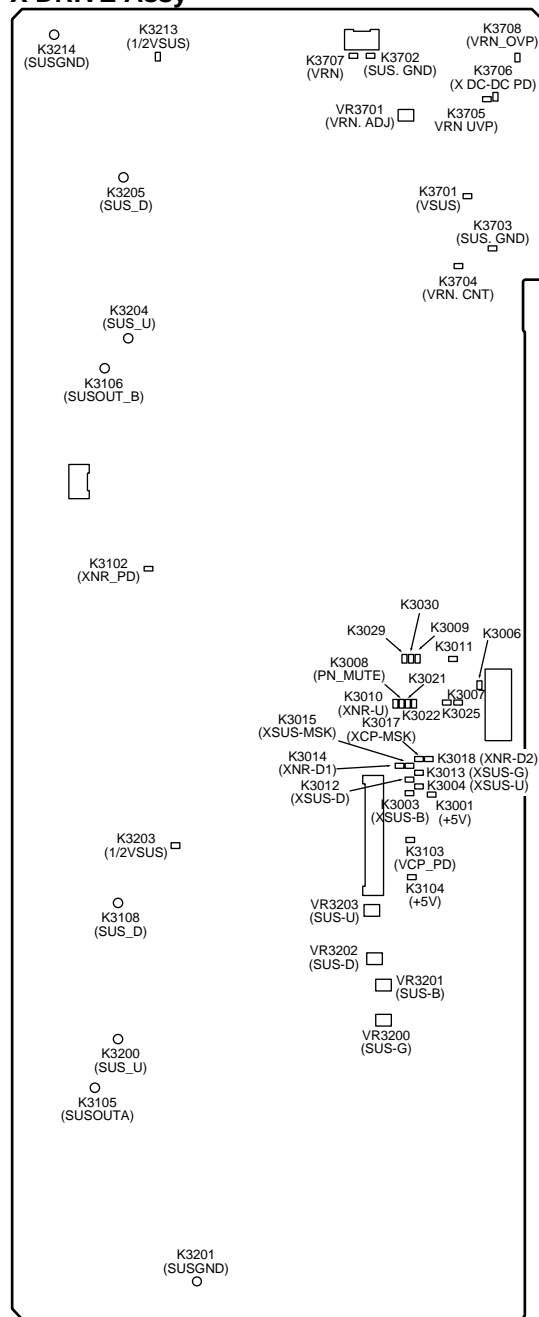 X DRIVE Assy
K3213
(1/2VSUS)
K3214
(SUSGND)
K3707
(VRN)
K3702
(SUS. GND)
K3708
(VRN_OVP)
K3706
(X DC-DC PD)
VR3701
(VRN. ADJ)
K3705
VRN UVP)
K3205
(SUS_D)
K3701
(VSUS)
K3703
(SUS. GND)
K3704
(VRN. CNT)
K3204
(SUS_U)
K3106
(SUSOUT_B)
K3102
(XNR_PD)
K3030
K3029
K3009
K3006
K3011
K3008
(PN_MUTE)
K3021
K3007
K3010
(XNR-U)
K3022
K3025
K3015
(XSUS-MSK)
K3017
(XCP-MSK)
K3014
(XNR-D1)
K3018 (XNR-D2)
K3013 (XSUS-G)
K3012
(XSUS-D)
K3004 (XSUS-U)
K3003
(XSUS-B)
K3001
(+5V)
K3203
(1/2VSUS)
K3103
(VCP_PD)
K3104
(+5V)
K3108
(SUS_D)
VR3203
(SUS-U)
VR3202
(SUS-D)
VR3201
(SUS-B)
VR3200
(SUS-G)
K3200
(SUS_U)
K3105
(SUSOUTA)
K3201
(SUSGND)